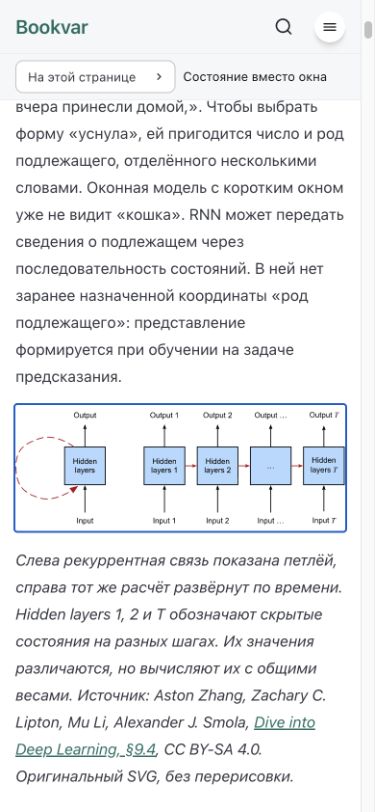 Bookvar
На этой странице
Состояние вместо окна
вчера принесли домой,». Чтобы выбрать
форму «уснула», ей пригодится число и род
подлежащего, отделённого несколькими
словами. Оконная модель с коротким окном
уже не видит «кошка». RNN может передать
сведения о подлежащем через
последовательность состояний. В ней нет
заранее назначенной координаты «род
подлежащего»: представление
формируется при обучении на задаче
предсказания.
Output Output 1 Output 2 Output ... Output T
Hidden layers Hidden layers 1 Hidden layers 2 ... Hidden layers T
Input Input 1 Input 2 Input ... Input T
Слева рекуррентная связь показана петлёй,
справа тот же расчёт развёрнут по времени.
Hidden layers 1, 2 и T обозначают скрытые
состояния на разных шагах. Их значения
различаются, но вычисляют их с общими
весами. Источник: Aston Zhang, Zachary C.
Lipton, Mu Li, Alexander J. Smola, Dive into
Deep Learning, §9.4, CC BY-SA 4.0.
Оригинальный SVG, без перерисовки.